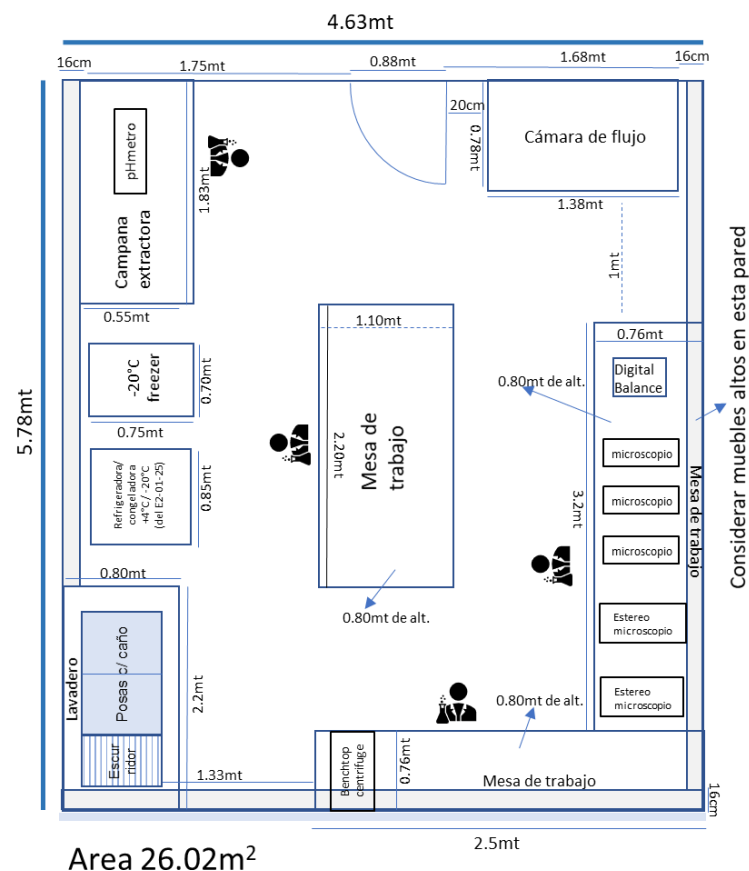 4.63mt
16cm
1.75mt
0.88mt
1.68mt
16cm
20cm
0.78mt
Cámara de flujo
pHmetro
Campana
extractora
1.83mt
1.38mt
1mt
0.55mt
1.10mt
0.76mt
Considerar muebles altos en esta pared
-20°C
freezer
0.70mt
0.75mt
0.80mt de alt.
Digital
Balance
5.78mt
Mesa de
trabajo
2.20mt
microscopio
microscopio
microscopio
3.2mt
Mesa de trabajo
Refrigeradora/
congeladora
+4°C/ -20°C
(del E2-01-25)
0.85mt
0.80mt
0.80mt de alt.
Estereo
microscopio
Estereo
microscopio
Lavadero
Posas c/ caño
Escur
ridor
2.2mt
0.80mt de alt.
1.33mt
Benchtop
centrifuge
0.76mt
Mesa de trabajo
16cm
2.5mt
Area 26.02m²